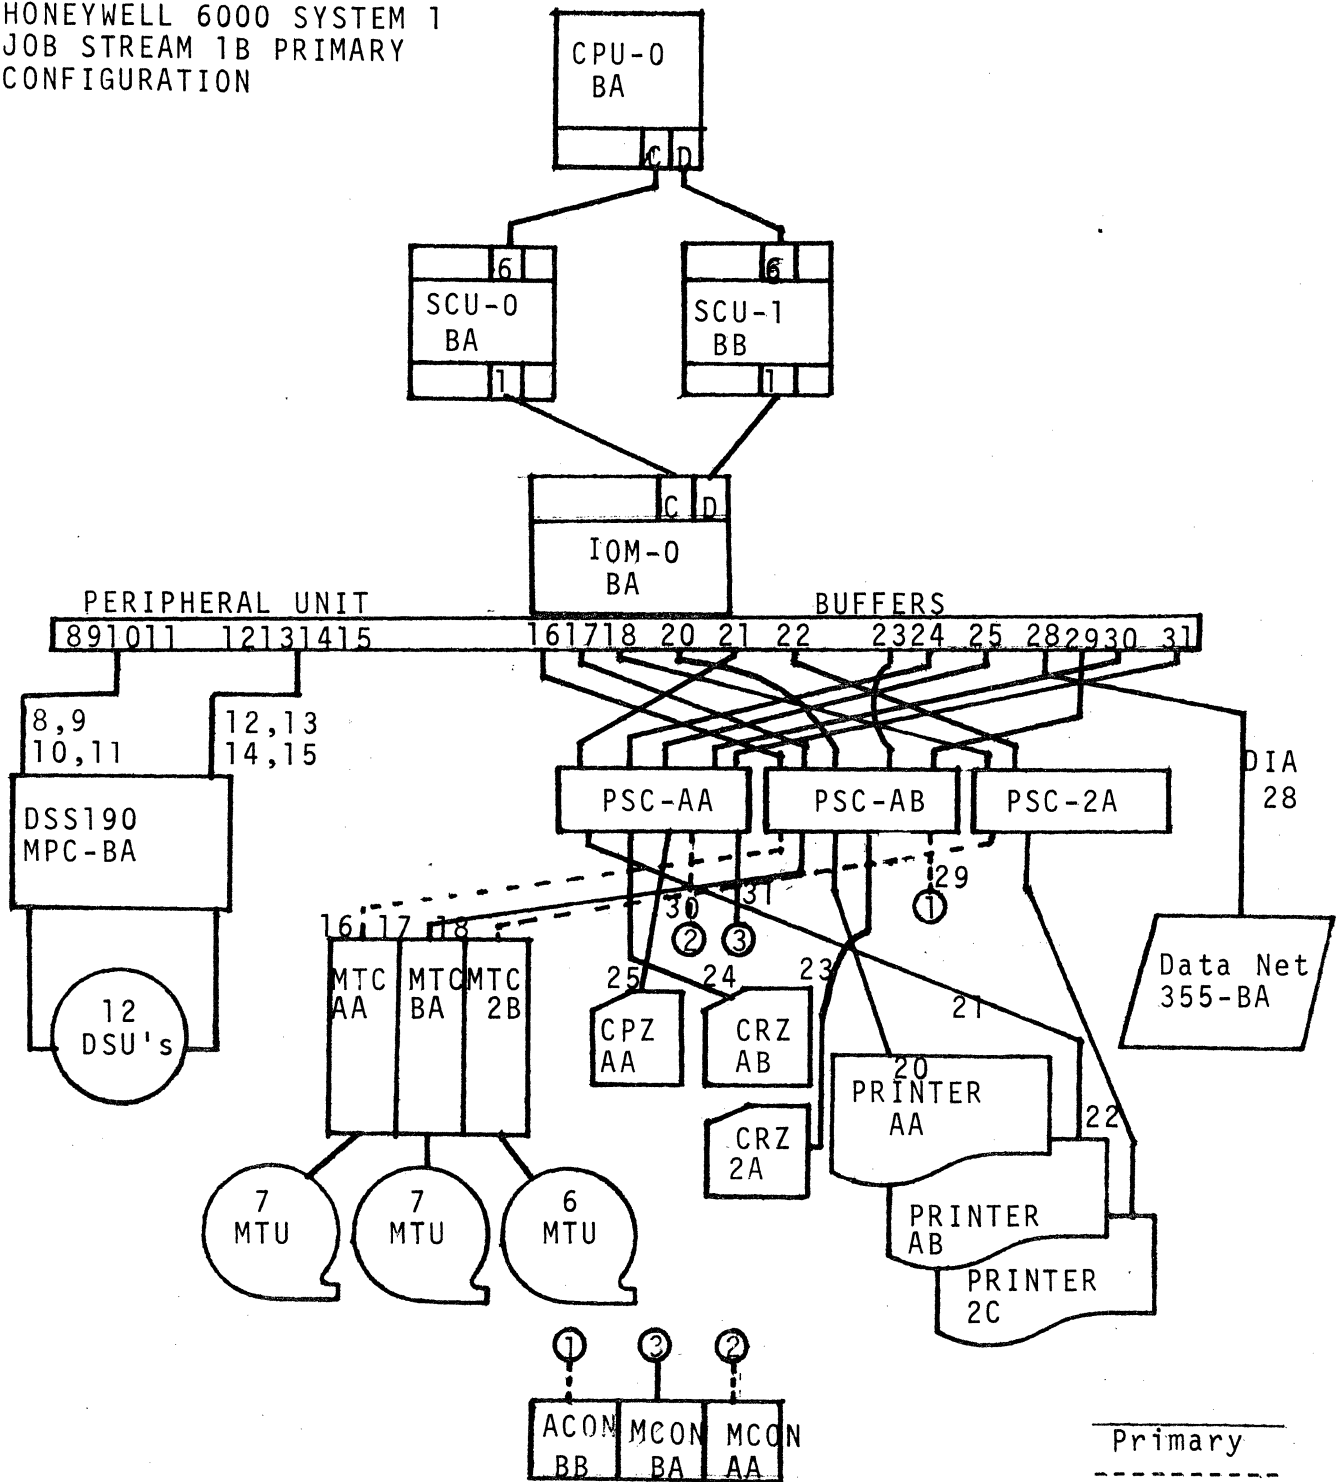 HONEYWELL 6000 SYSTEM 1
JOB STREAM 1B PRIMARY
CONFIGURATION
CPU-0
BA
C D
6
SCU-0
BA
1
6
SCU-1
BB
1
C D
IOM-0
BA
PERIPHERAL UNIT
BUFFERS
8 9 10 11 12 13 14 15 16 17 18 20 21 22 23 24 25 28 29 30 31
8,9
10,11
12,13
14,15
DSS190
MPC-BA
12
DSU's
PSC-AA
PSC-AB
PSC-2A
DIA
28
16 17 18
30
31
29
2
3
1
MTC
AA
MTC
BA
MTC
2B
25
24
23
21
CPZ
AA
CRZ
AB
CRZ
2A
Data Net
355-BA
20
PRINTER
AA
22
PRINTER
AB
PRINTER
2C
7
MTU
7
MTU
6
MTU
1
3
2
ACON
BB
MCON
BA
MCON
AA
Primary